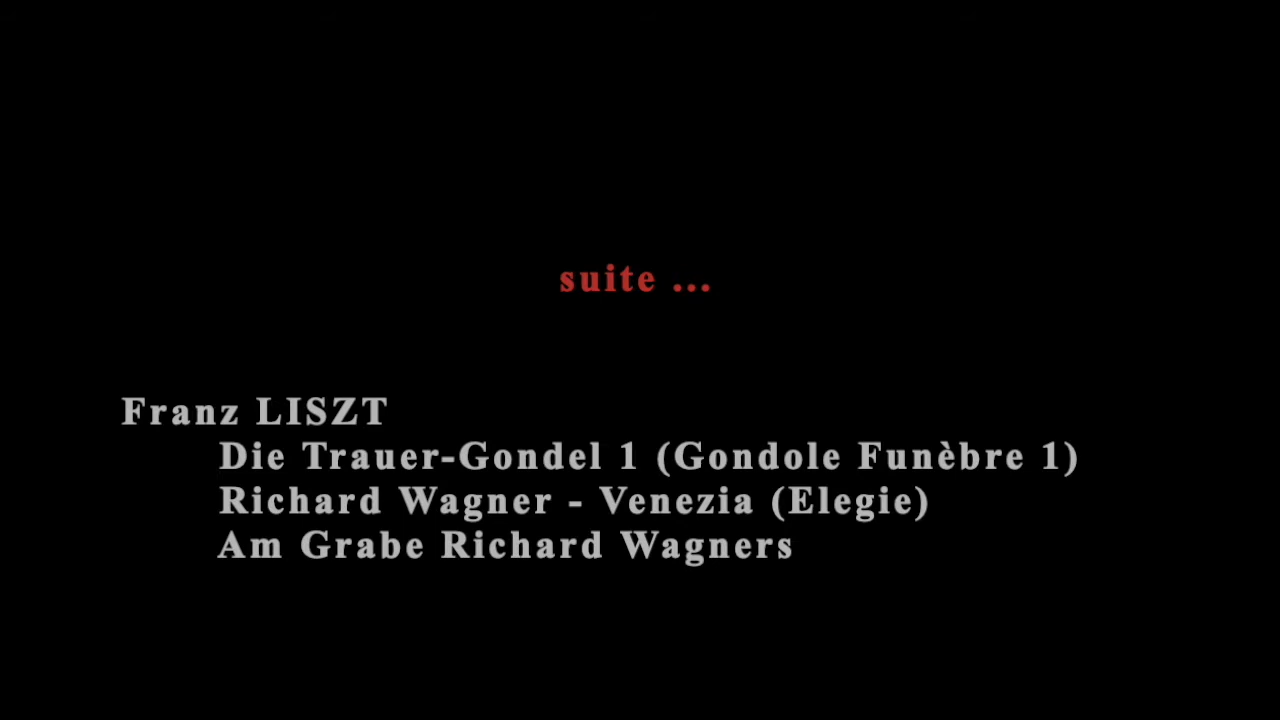 suite ...
Franz LISZT
Die Trauer-Gondel 1 (Gondole Funèbre 1)
Richard Wagner - Venezia (Elegie)
Am Grabe Richard Wagners